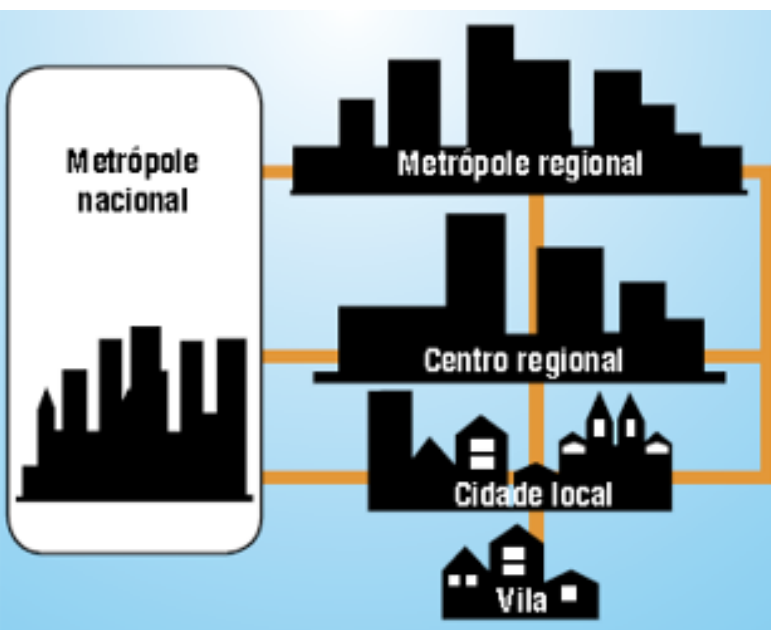 Metrópole
nacional
Metrópole regional
Centro regional
Cidade local
Vila